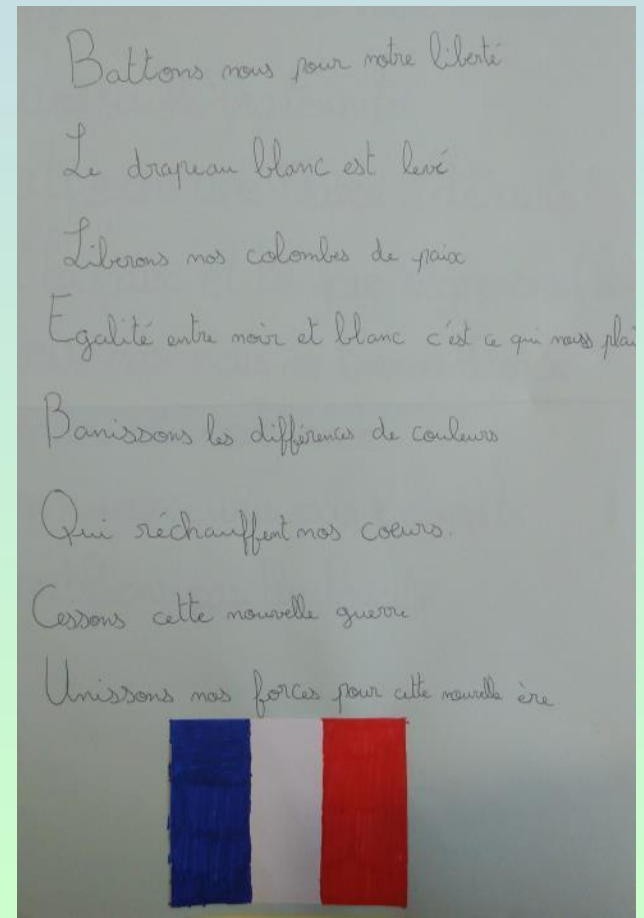 Battons nous pour notre liberté
Le drapeau blanc est levé
Liberons nos colombes de paix
Egalité entre noir et blanc c'est ce qui nous plai
Banissons les différences de couleurs
Qui réchauffent nos coeurs.
Cessons cette nouvelle guerre
Unissons nos forces pour cette nouvelle ère